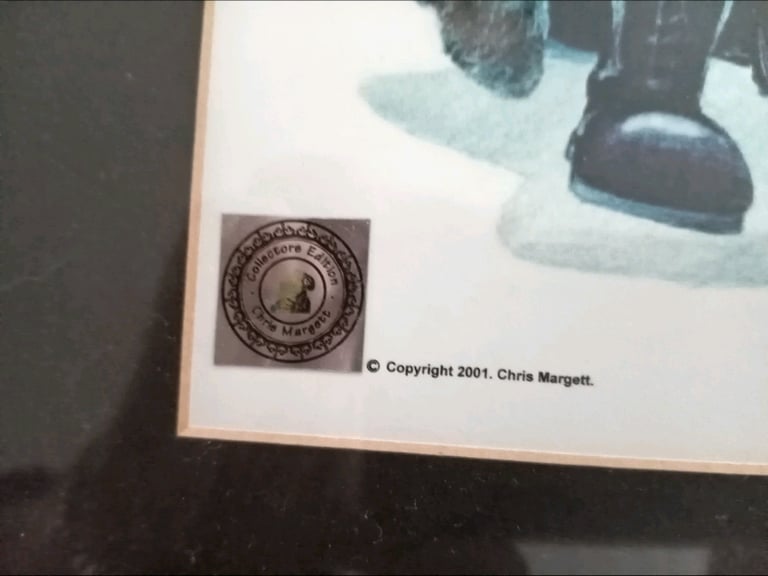 Collectors Edition
Chris Margett
© Copyright 2001. Chris Margett.